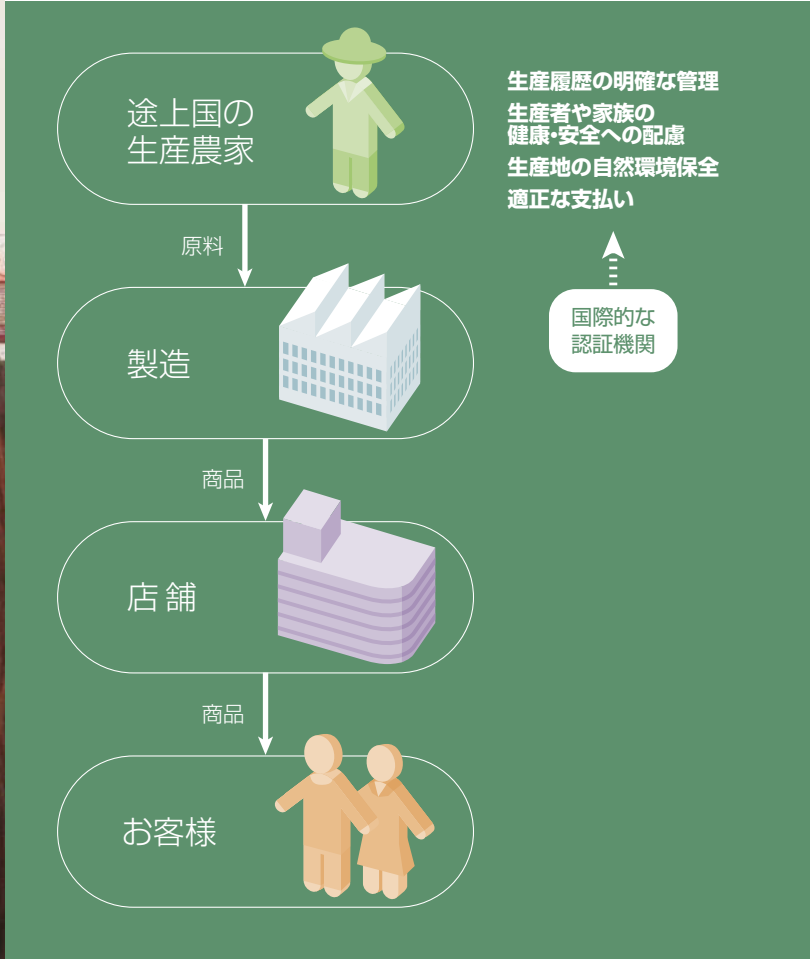 途上国の
生産農家
生産履歴の明確な管理
生産者や家族の
健康・安全への配慮
生産地の自然環境保全
適正な支払い
国際的な
認証機関
原料
製造
商品
店舗
商品
お客様